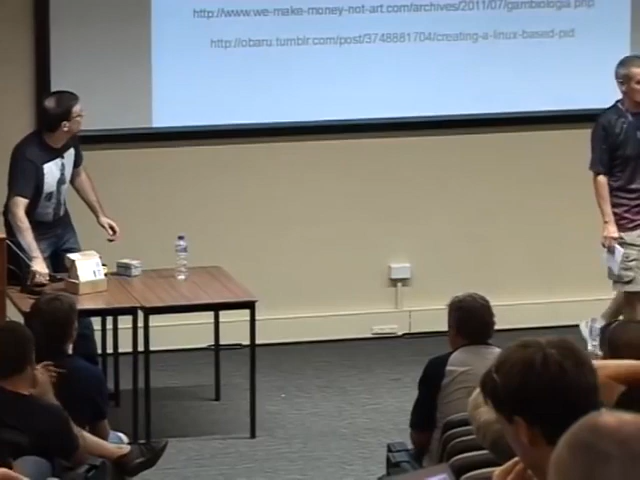 http://www.we-make-money-not-art.com/archives/2011/07/gambiologia.php
http://obaru.tumblr.com/post/3748881704/creating-a-linux-based-pid